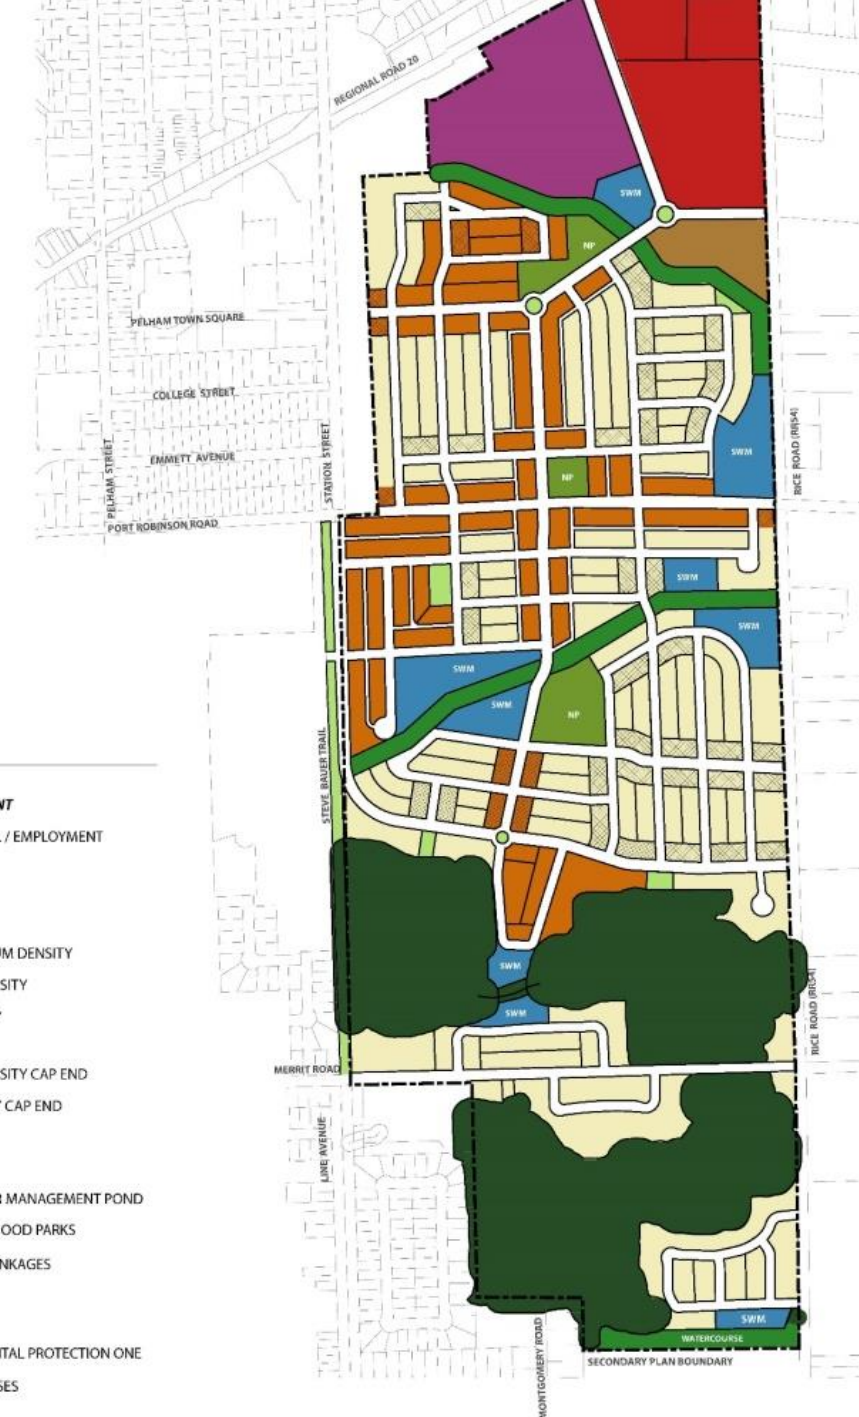 REGIONAL ROAD 20
SWM
NP
PELHAM TOWN SQUARE
COLLEGE STREET
EMMETT AVENUE
PELHAM STREET
STATION STREET
RICE ROAD (RR54)
SWM
NP
PORT ROBINSON ROAD
SWM
SWM
SWM
SWM
NP
STEVE BAUER TRAIL
NT
L / EMPLOYMENT
UM DENSITY
SITY
Y
SITY CAP END
Y CAP END
R MANAGEMENT POND
OOD PARKS
NKAGES
TAL PROTECTION ONE
SES
SWM
SWM
RICE ROAD (RR54)
MERRIT ROAD
LINE AVENUE
SWM
WATERCOURSE
MONTGOMERY ROAD
SECONDARY PLAN BOUNDARY